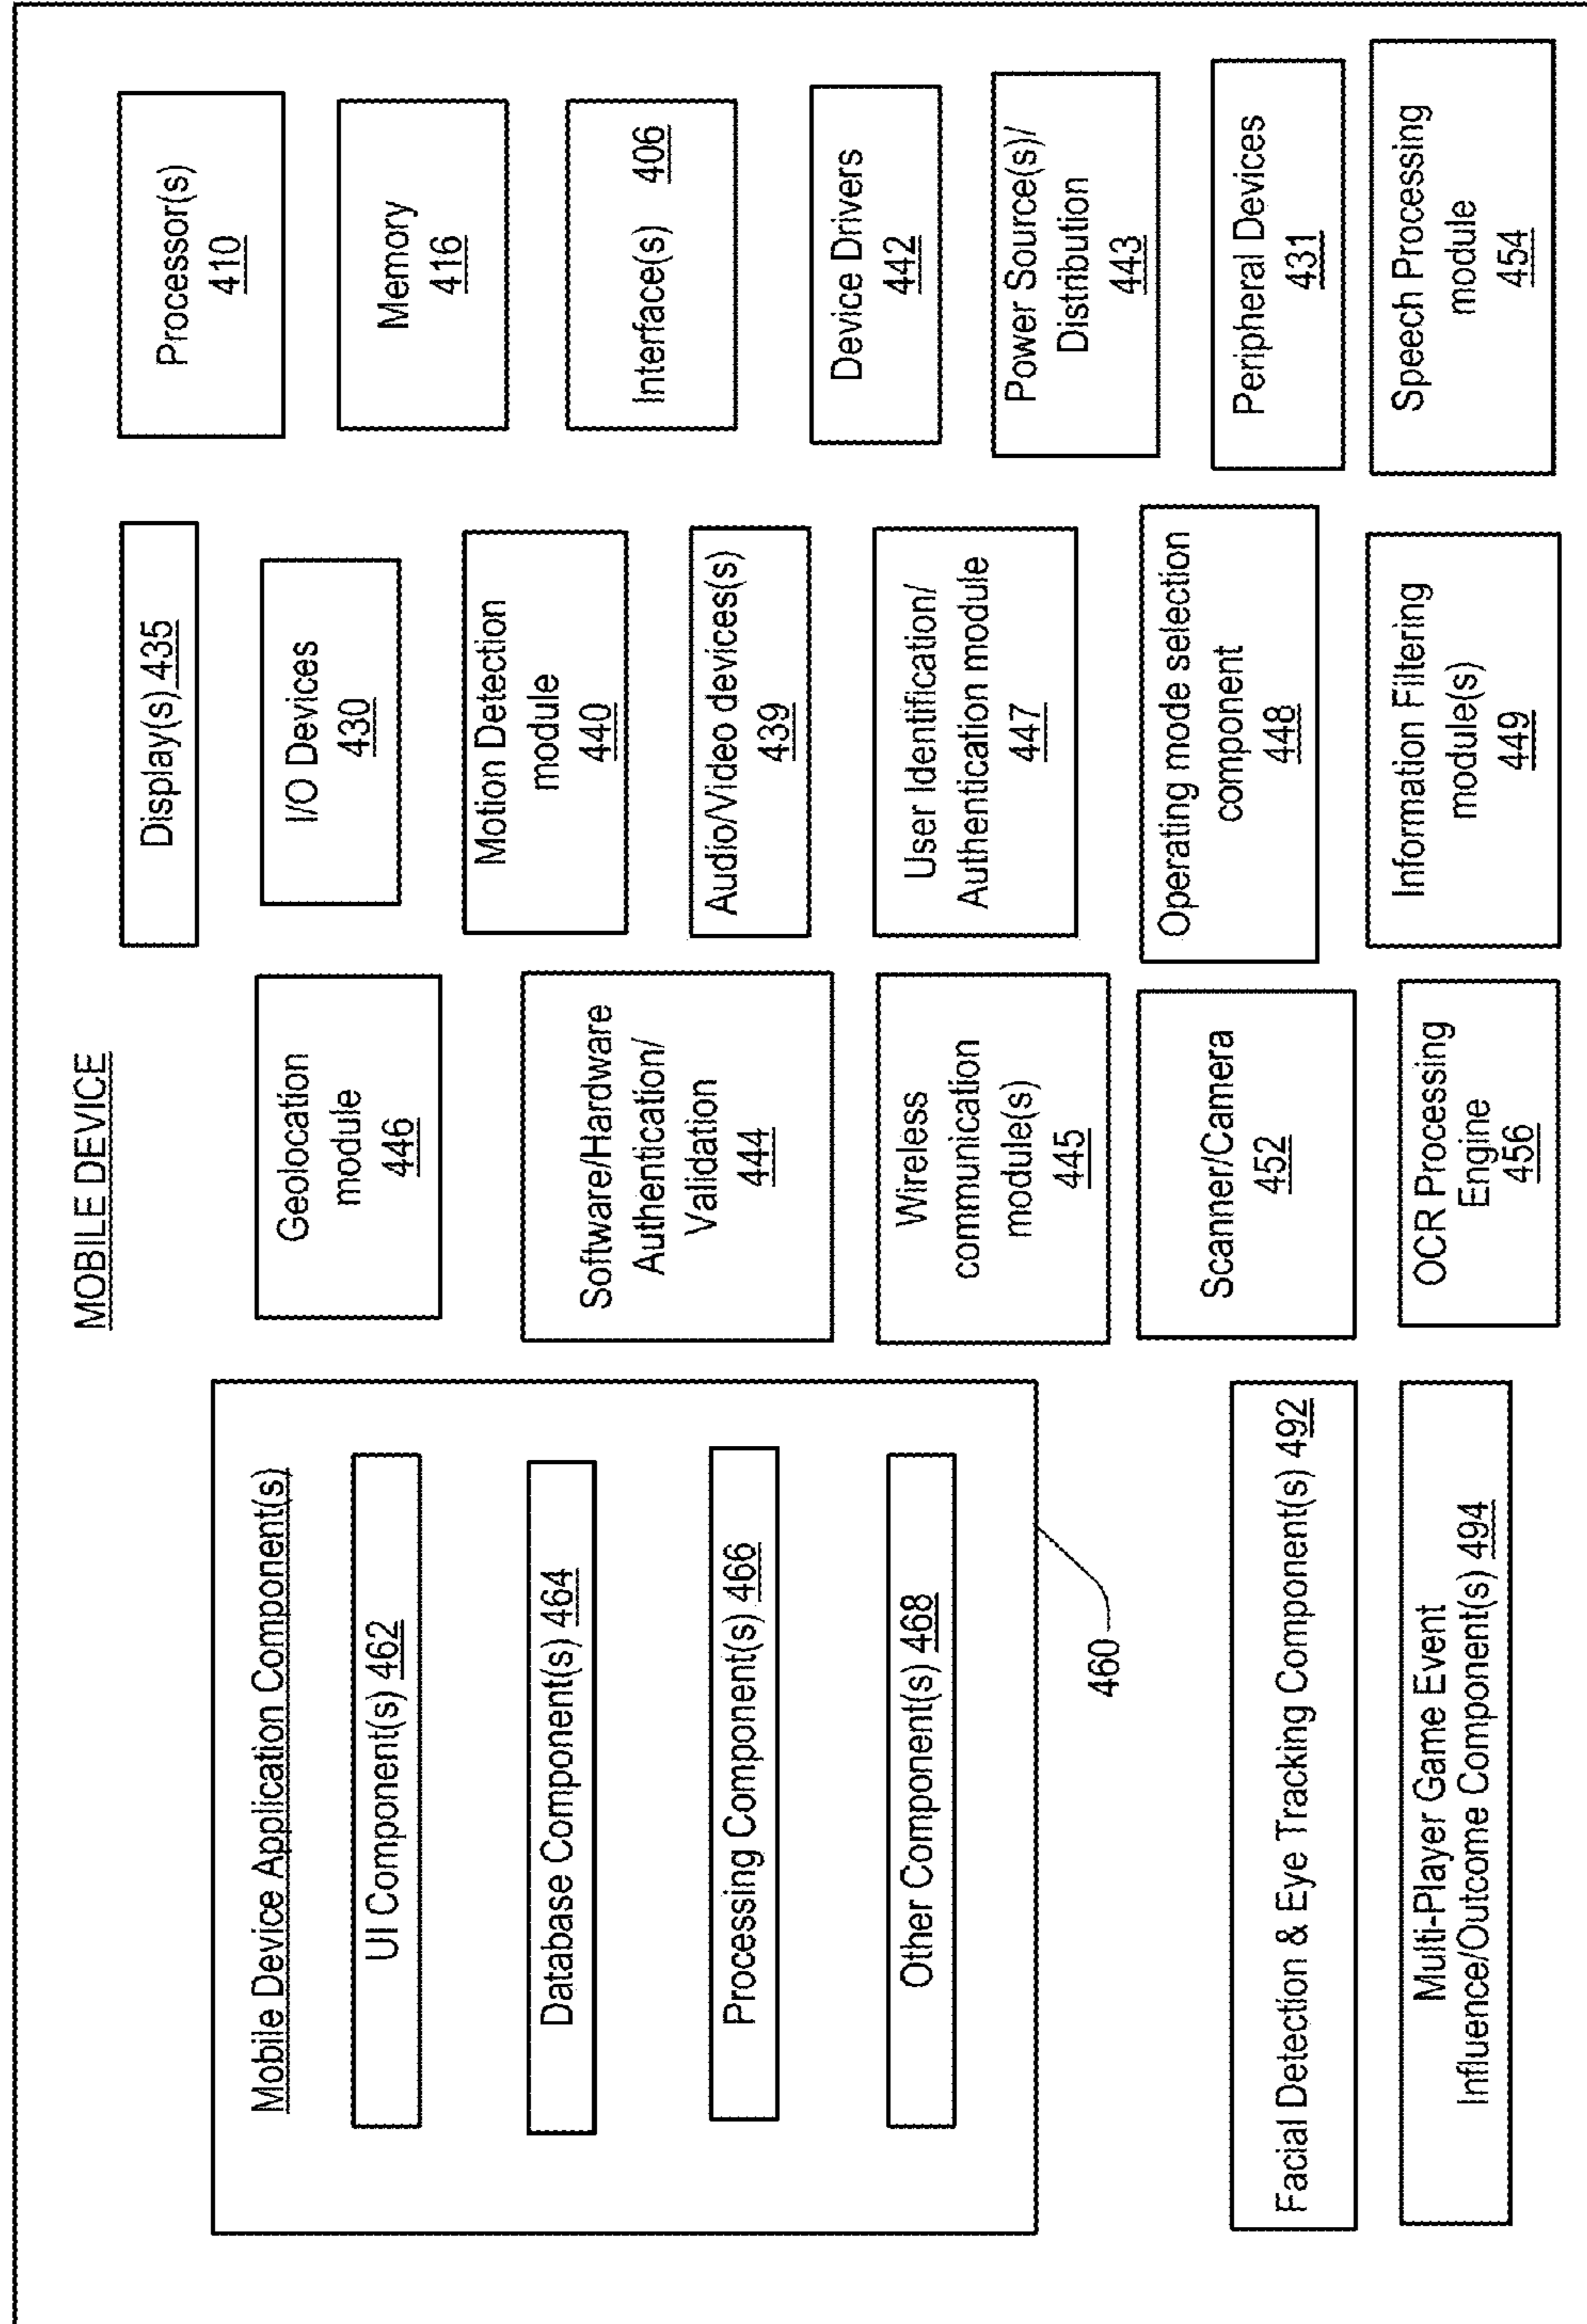 MOBILE DEVICE
Mobile Device Application Component(s)
UI Component(s) 462
Database Component(s) 464
Processing Component(s) 466
Other Component(s) 468
460
Facial Detection & Eye Tracking Component(s) 492
Multi-Player Game Event
Influence/Outcome Component(s) 494
Geolocation
module
446
Software/Hardware
Authentication/
Validation
444
Wireless
communication
module(s)
445
Scanner/Camera
452
OCR Processing
Engine
456
Display(s) 435
I/O Devices
430
Motion Detection
module
440
Audio/Video devices(s)
439
User Identification/
Authentication module
447
Operating mode selection
component
448
Information Filtering
module(s)
449
Processor(s)
410
Memory
416
Interface(s) 406
Device Drivers
442
Power Source(s)/
Distribution
443
Peripheral Devices
431
Speech Processing
module
454